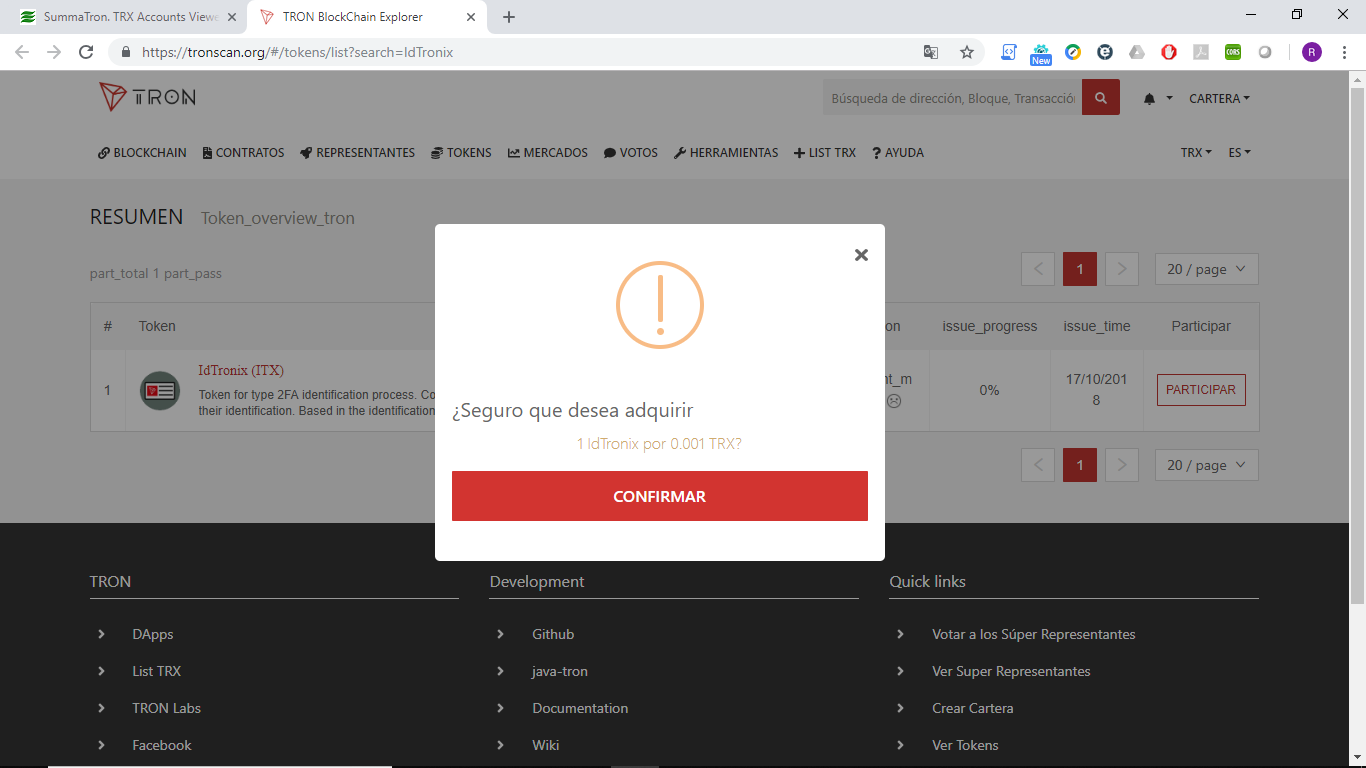 SummaTron. TRX Accounts Viewe
TRON BlockChain Explorer
https://tronscan.org/#/tokens/list?search=IdTronix
New
CORS
R
TRON
Búsqueda de dirección, Bloque, Transacción
CARTERA
BLOCKCHAIN
CONTRATOS
REPRESENTANTES
TOKENS
MERCADOS
VOTOS
HERRAMIENTAS
LIST TRX
AYUDA
TRX
ES
RESUMEN Token_overview_tron
part_total 1 part_pass
1
20 / page
# Token on issue_progress issue_time Participar
1
IdTronix (ITX)
Token for type 2FA identification process. Co
their identification. Based in the identification
nt_m
0%
17/10/201
8
PARTICIPAR
¿Seguro que desea adquirir
1 IdTronix por 0.001 TRX?
CONFIRMAR
1
20 / page
TRON
DApps
List TRX
TRON Labs
Facebook
Development
Github
java-tron
Documentation
Wiki
Quick links
Votar a los Súper Representantes
Ver Super Representantes
Crear Cartera
Ver Tokens